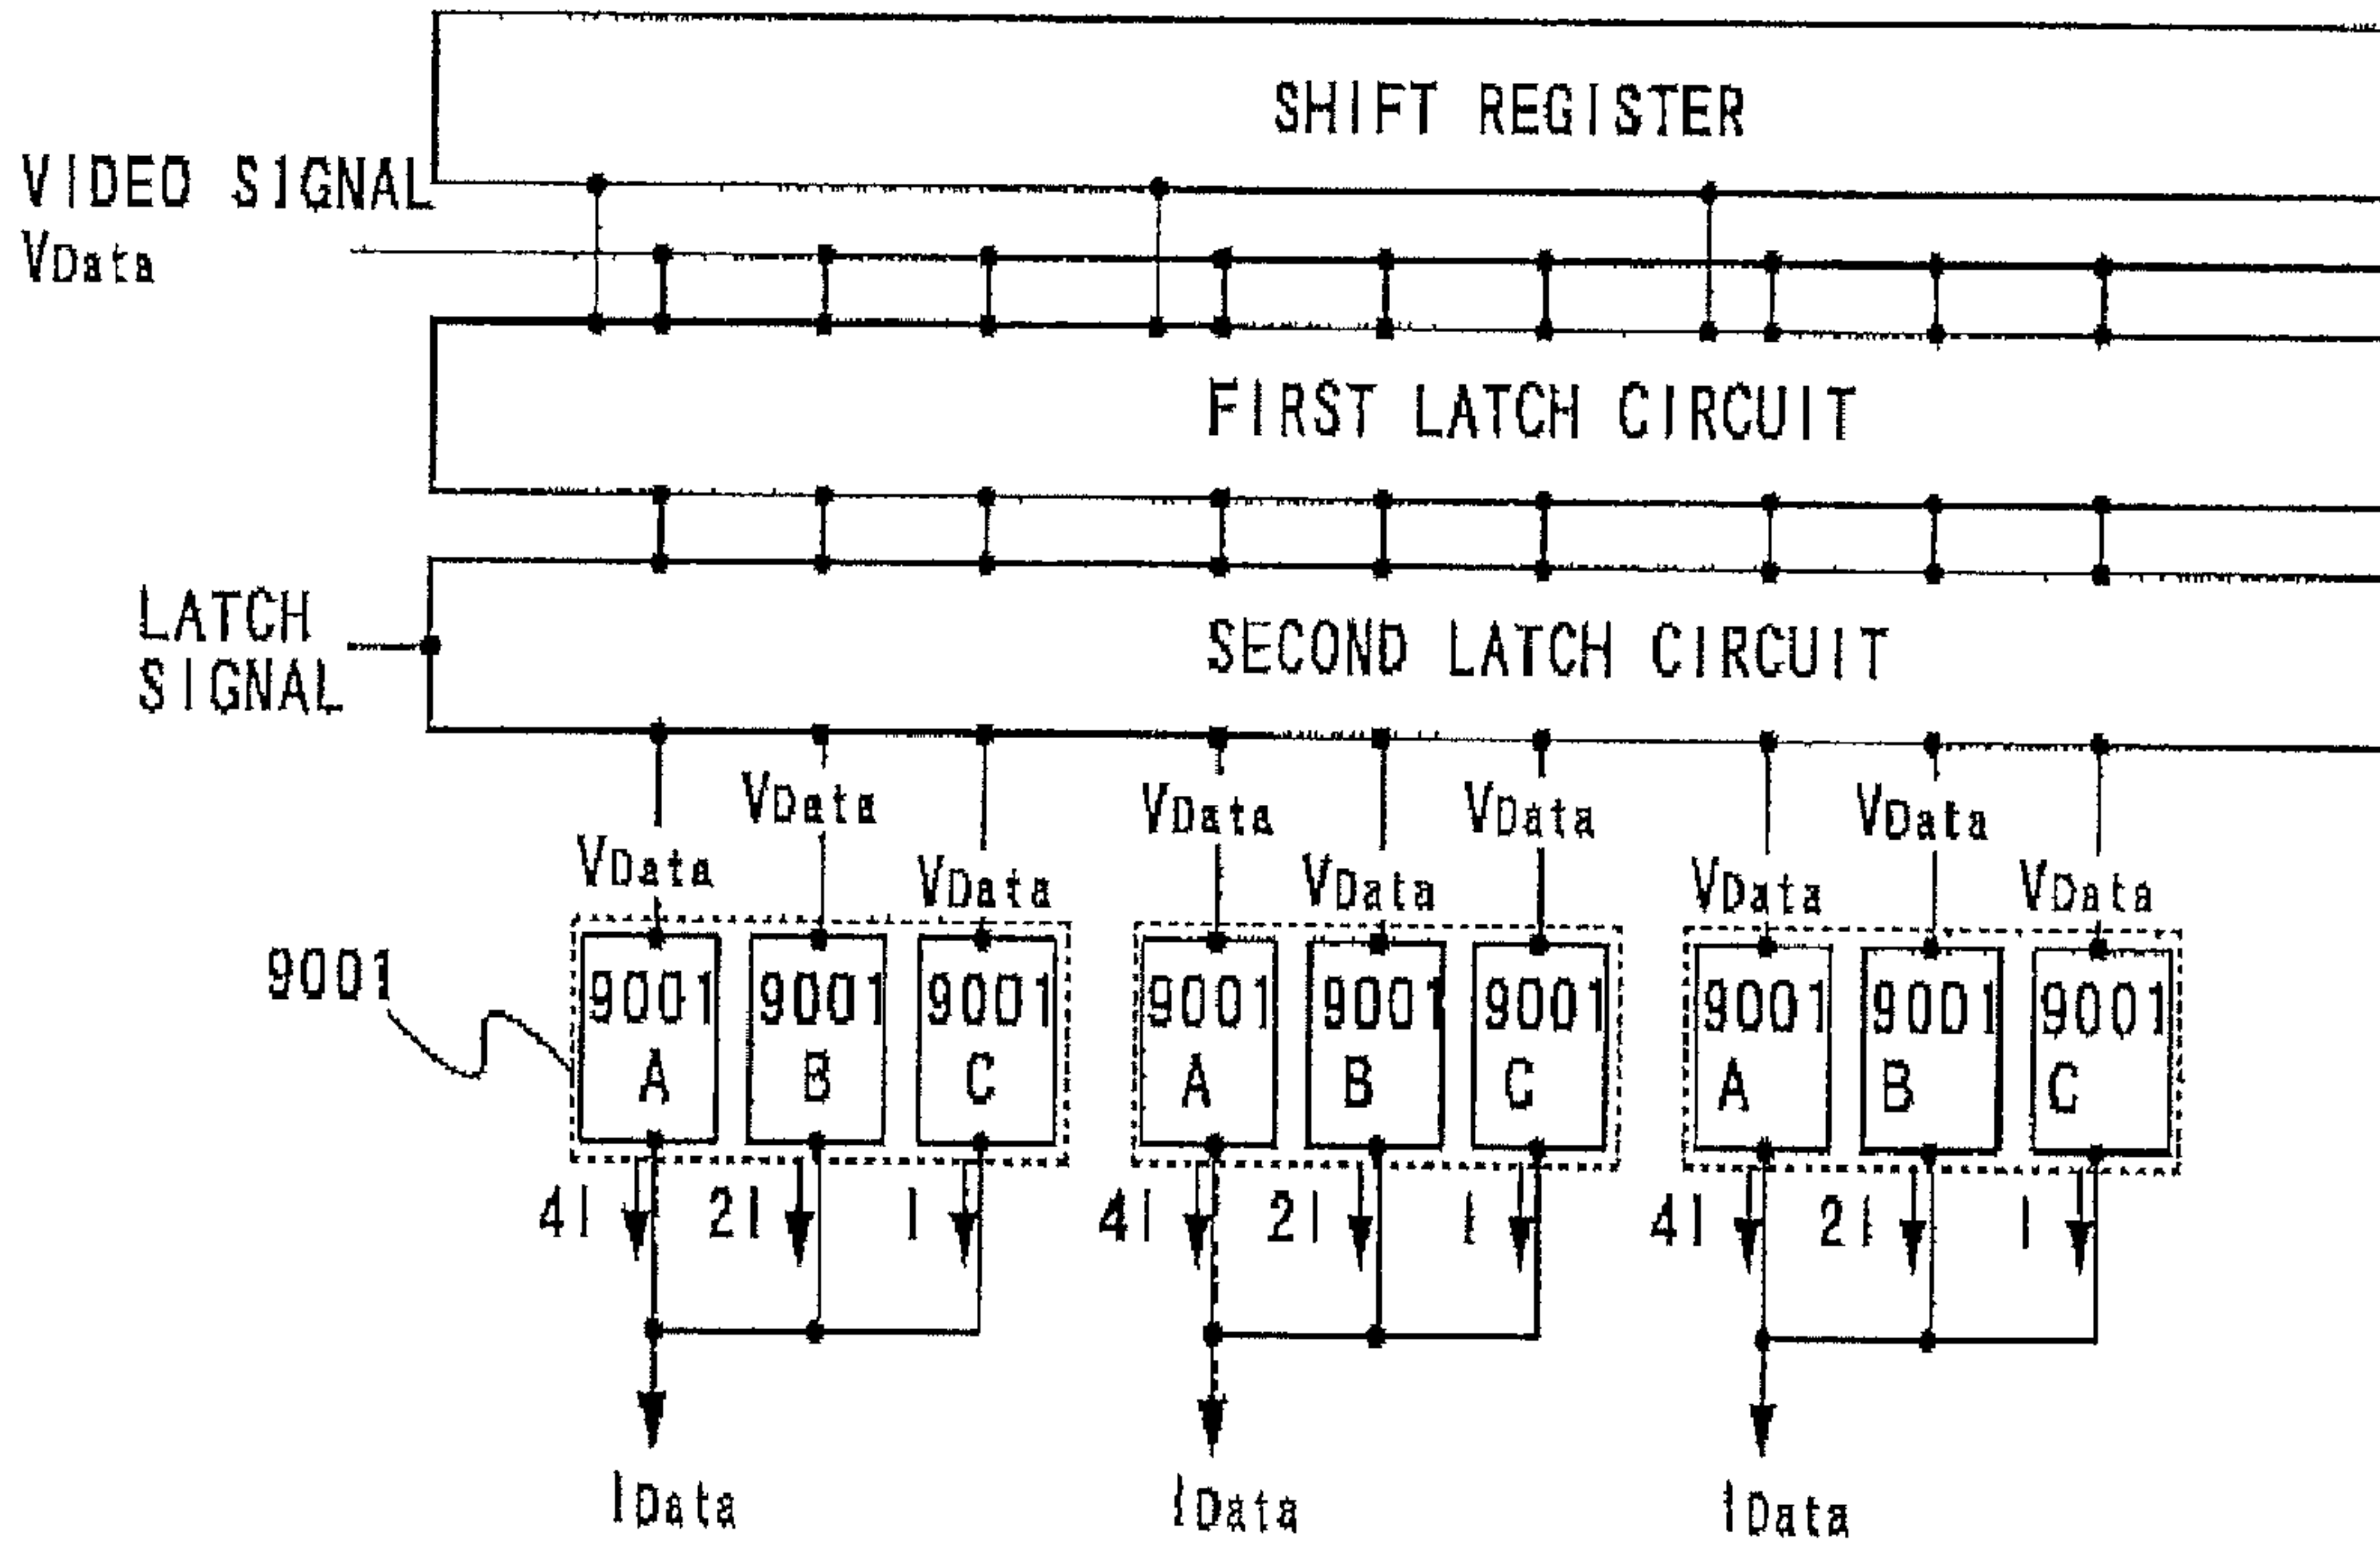 SHIFT REGISTER
VIDEO SIGNAL
VData
FIRST LATCH CIRCUIT
LATCH
SIGNAL
SECOND LATCH CIRCUIT
VData
VData
VData
VData
VData
VData
VData
VData
VData
9001
9001
A
9001
B
9001
C
9001
A
9001
B
9001
C
9001
A
9001
B
9001
C
4I
2I
I
4I
2I
I
4I
2I
I
IData
IData
IData